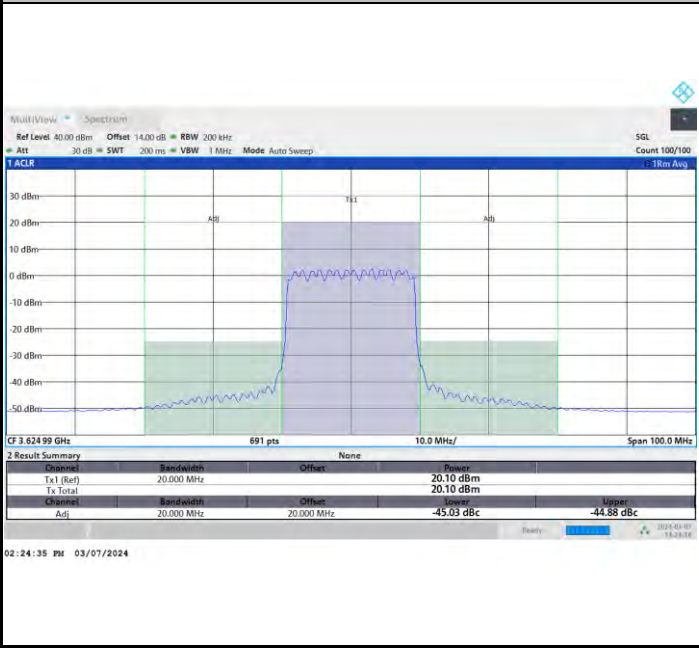 MultiView Spectrum
Ref Level 40.00 dBm Offset 14.00 dB RBW 200 kHz SGL
Att 30 dB SWT 200 ms VBW 1 MHz Mode Auto Sweep Count 100/100
1 ACLR 1Rm Avg
Tx1
30 dBm
Adj Adj
20 dBm
10 dBm
0 dBm
-10 dBm
-20 dBm
-30 dBm
-40 dBm
-50 dBm
CF 3.624 99 GHz 691 pts 10.0 MHz/ Span 100.0 MHz
2 Result Summary None
Channel Bandwidth Offset Power
Tx1 (Ref) 20.000 MHz 20.10 dBm
Tx Total 20.10 dBm
Channel Bandwidth Offset Lower Upper
Adj 20.000 MHz 20.000 MHz -45.03 dBc -44.88 dBc
Ready
02:24:35 PM 03/07/2024